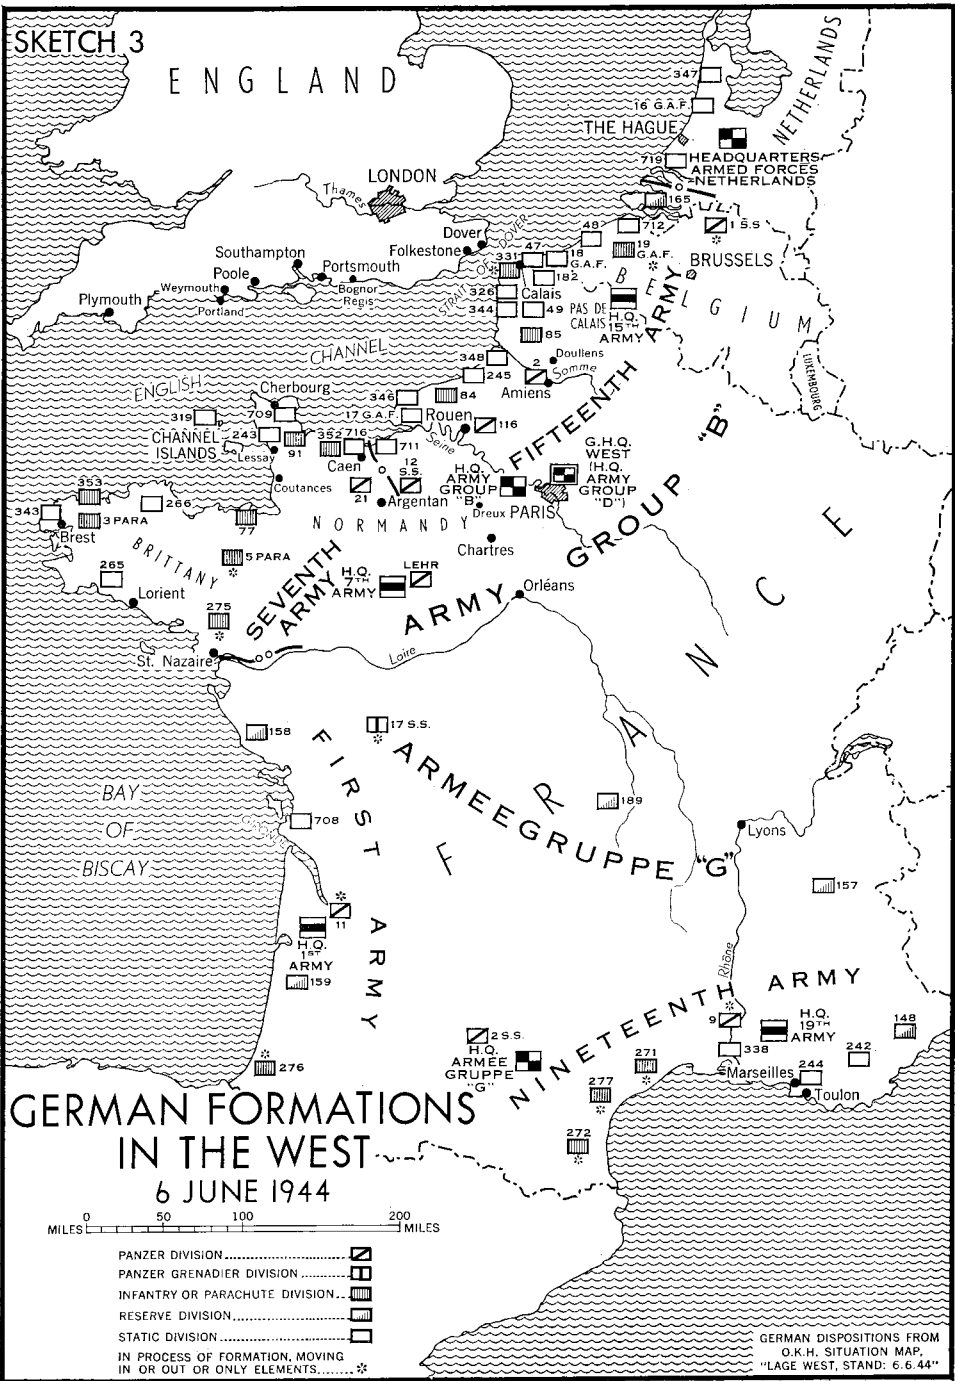 SKETCH 3
ENGLAND
NETHERLANDS
347
16 G.A.F.
THE HAGUE
719
HEADQUARTERS
ARMED FORCES
NETHERLANDS
LONDON
Thames
165
Dover
Folkestone
STRAIT OF DOVER
48
712
1 S.S.
19
G.A.F.
BRUSSELS
Southampton
Portsmouth
Poole
Bognor
Regis
Weymouth
Portland
Plymouth
47
331
18
G.A.F.
182
326
Calais
344
49
PAS DE
CALAIS
H.Q.
15TH
ARMY
BELGIUM
85
LUXEMBOURG
ENGLISH CHANNEL
348
Doullens
2
Somme
245
Amiens
Cherbourg
346
84
319
709
17 G.A.F.
Rouen
116
CHANNEL
ISLANDS
243
91
352
716
711
Seine
Lessay
Caen
12
S.S.
H.Q.
ARMY
GROUP
"B"
G.H.Q.
WEST
(H.Q.
ARMY
GROUP
"D")
FIFTEENTH ARMY
Coutances
21
Argentan
Dreux
PARIS
353
343
3 PARA
266
Brest
77
NORMANDY
Chartres
BRITTANY
5 PARA
265
Lorient
SEVENTH
ARMY
H.Q.
7TH
ARMY
LEHR
ARMY GROUP "B"
Orléans
275
St. Nazaire
Loire
158
17 S.S.
FIRST ARMY
ARMEEGRUPPE "G"
FRANCE
BAY
OF
BISCAY
708
189
Lyons
157
11
H.Q.
1ST
ARMY
159
Rhône
NINETEENTH ARMY
9
H.Q.
19TH
ARMY
148
2 S.S.
H.Q.
ARMEE
GRUPPE
"G"
276
271
338
242
244
Marseilles
Toulon
277
272
GERMAN FORMATIONS
IN THE WEST
6 JUNE 1944
0 50 100 200
MILES MILES
PANZER DIVISION
PANZER GRENADIER DIVISION
INFANTRY OR PARACHUTE DIVISION
RESERVE DIVISION
STATIC DIVISION
IN PROCESS OF FORMATION, MOVING
IN OR OUT OR ONLY ELEMENTS
GERMAN DISPOSITIONS FROM
O.K.H. SITUATION MAP,
"LAGE WEST, STAND: 6.6.44"